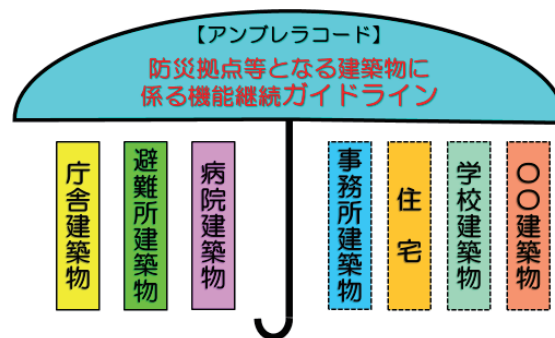 【アンブレラコード】
防災拠点等となる建築物に
係る機能継続ガイドライン
庁舎建築物
避難所建築物
病院建築物
事務所建築物
住宅
学校建築物
〇〇建築物